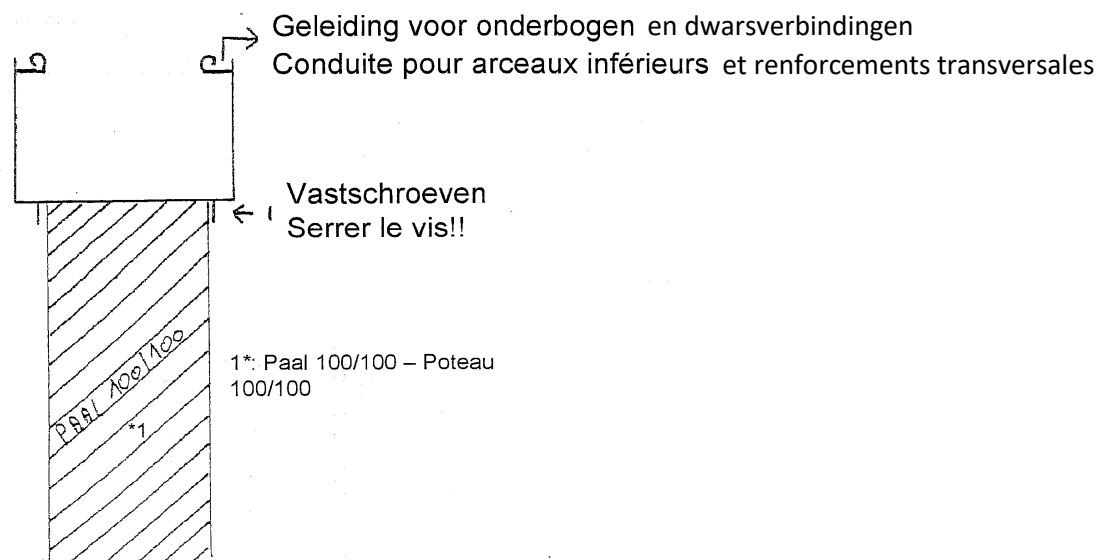 Geleiding voor onderbogen en dwarsverbindingen
Conduite pour arceaux inférieurs et renforcements transversales
Vastschroeven
Serrer le vis!!
PAAL 100/100
*1
1*: Paal 100/100 – Poteau
100/100